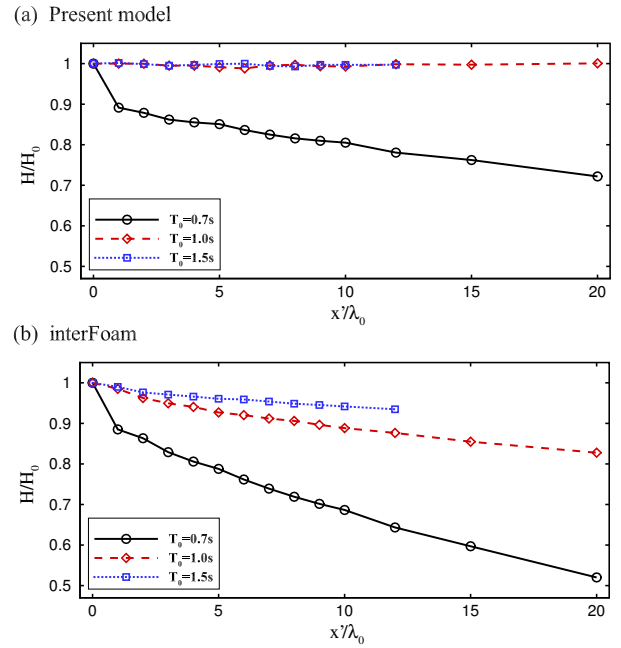 (a) Present model
H/H₀
1
0.9
0.8
0.7
0.6
0.5
T₀=0.7s
T₀=1.0s
T₀=1.5s
0 5 10 15 20
x'/λ₀
(b) interFoam
H/H₀
1
0.9
0.8
0.7
0.6
0.5
T₀=0.7s
T₀=1.0s
T₀=1.5s
0 5 10 15 20
x'/λ₀